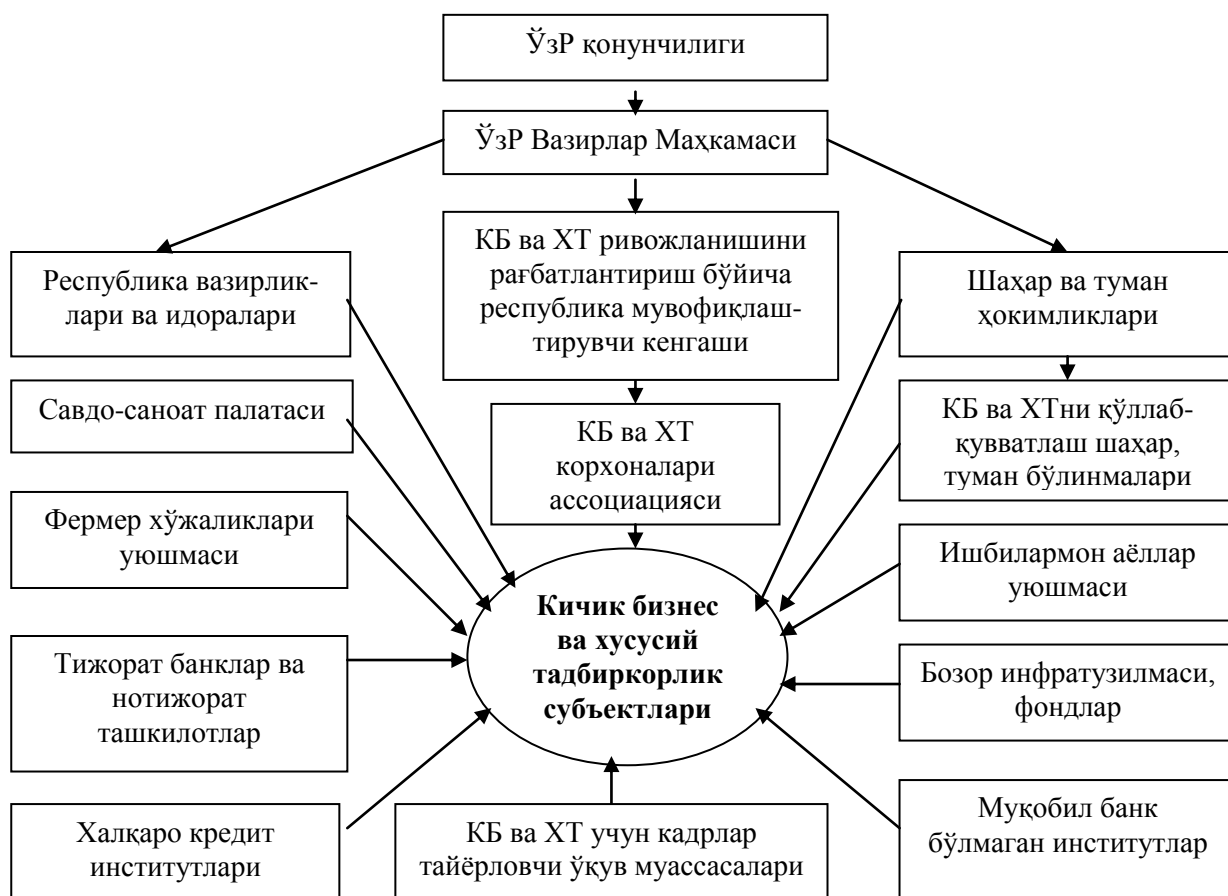 ЎзР қонунчилиги
ЎзР Вазирлар Маҳкамаси
Республика вазирлик-
лари ва идоралари
КБ ва ХТ ривожланишини
рағбатлантириш бўйича
республика мувофиқлаш-
тирувчи кенгаши
Шаҳар ва туман
ҳокимликлари
Савдо-саноат палатаси
КБ ва ХТ
корхоналари
ассоциацияси
КБ ва ХТни қўллаб-
қувватлаш шаҳар,
туман бўлинмалари
Фермер хўжаликлари
уюшмаси
Ишбилармон аёллар
уюшмаси
Кичик бизнес
ва хусусий
тадбиркорлик
субъектлари
Тижорат банклар ва
нотижорат
ташкилотлар
Бозор инфратузилмаси,
фондлар
Халқаро кредит
институтлари
КБ ва ХТ учун кадрлар
тайёрловчи ўқув муассасалари
Муқобил банк
бўлмаган институтлар